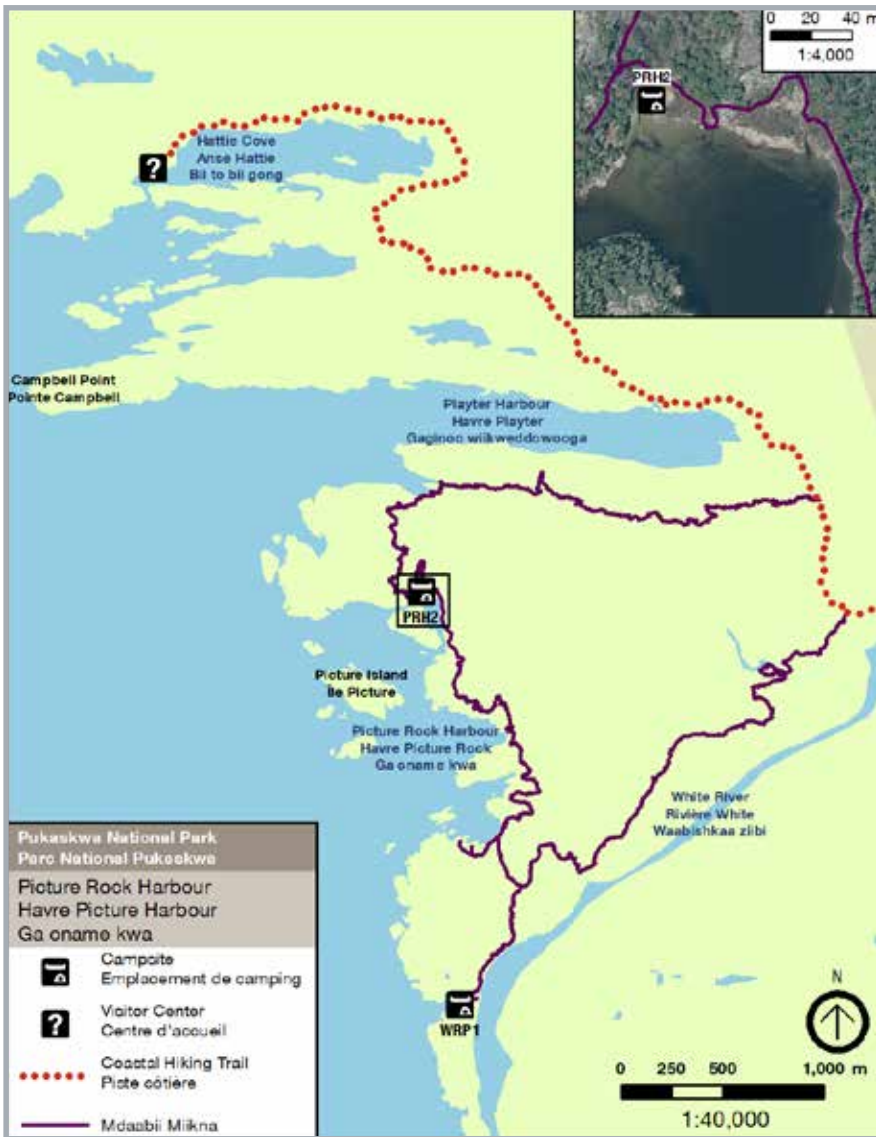 0 20 40 m
1:4,000
PRH2
Hattie Cove
Anse Hattie
Bii to bii gong
Campbell Point
Pointe Campbell
Playter Harbour
Havre Playter
Gaginoo wiikweddowooga
PRH2
Picture Island
Île Picture
Picture Rock Harbour
Havre Picture Rock
Ga oname kwa
White River
Rivière White
Waabishkaa ziibi
WRP1
Pukaskwa National Park
Parc National Pukaskwa
Picture Rock Harbour
Havre Picture Harbour
Ga oname kwa
Campsite
Emplacement de camping
?
Visitor Center
Centre d'accueil
Coastal Hiking Trail
Piste côtière
Mdaabii Miikna
N
0 250 500 1,000 m
1:40,000